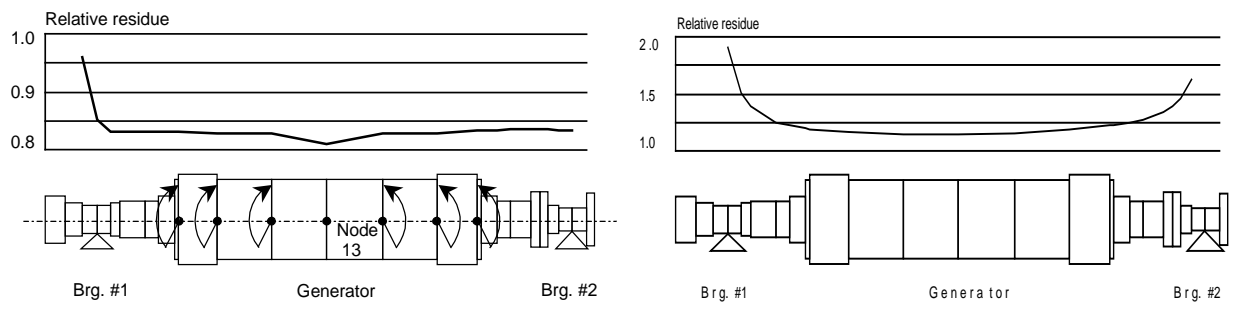 Relative residue
1.0
0.9
0.8
Node
13
Brg. #1
Generator
Brg. #2
Relative residue
2.0
1.5
1.0
Brg. #1
Generator
Brg. #2